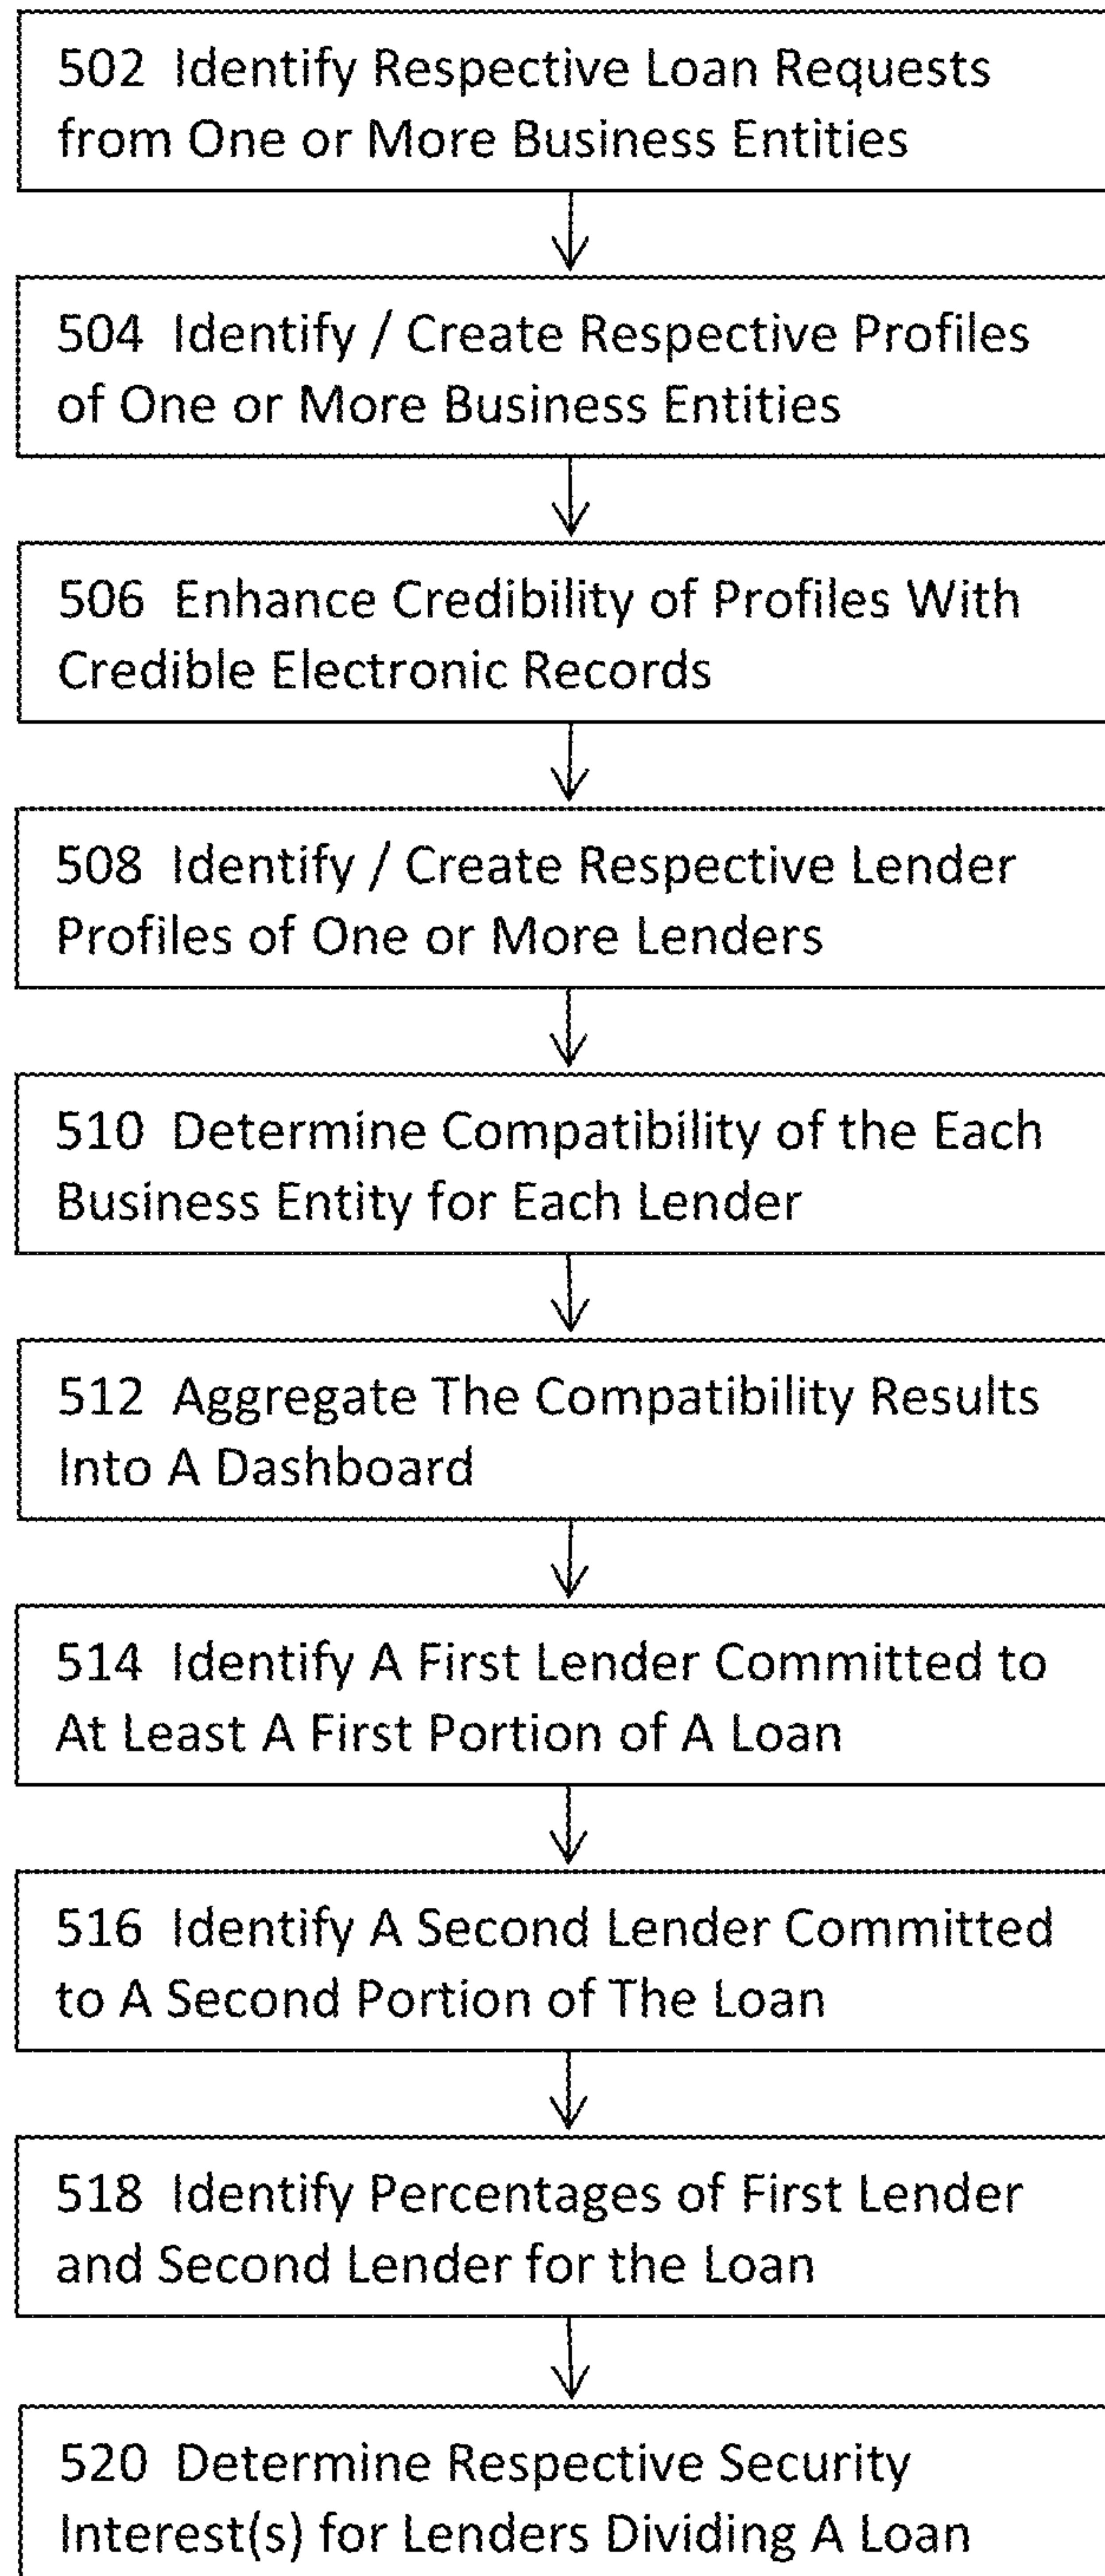 502 Identify Respective Loan Requests
from One or More Business Entities
504 Identify / Create Respective Profiles
of One or More Business Entities
506 Enhance Credibility of Profiles With
Credible Electronic Records
508 Identify / Create Respective Lender
Profiles of One or More Lenders
510 Determine Compatibility of the Each
Business Entity for Each Lender
512 Aggregate The Compatibility Results
Into A Dashboard
514 Identify A First Lender Committed to
At Least A First Portion of A Loan
516 Identify A Second Lender Committed
to A Second Portion of The Loan
518 Identify Percentages of First Lender
and Second Lender for the Loan
520 Determine Respective Security
Interest(s) for Lenders Dividing A Loan